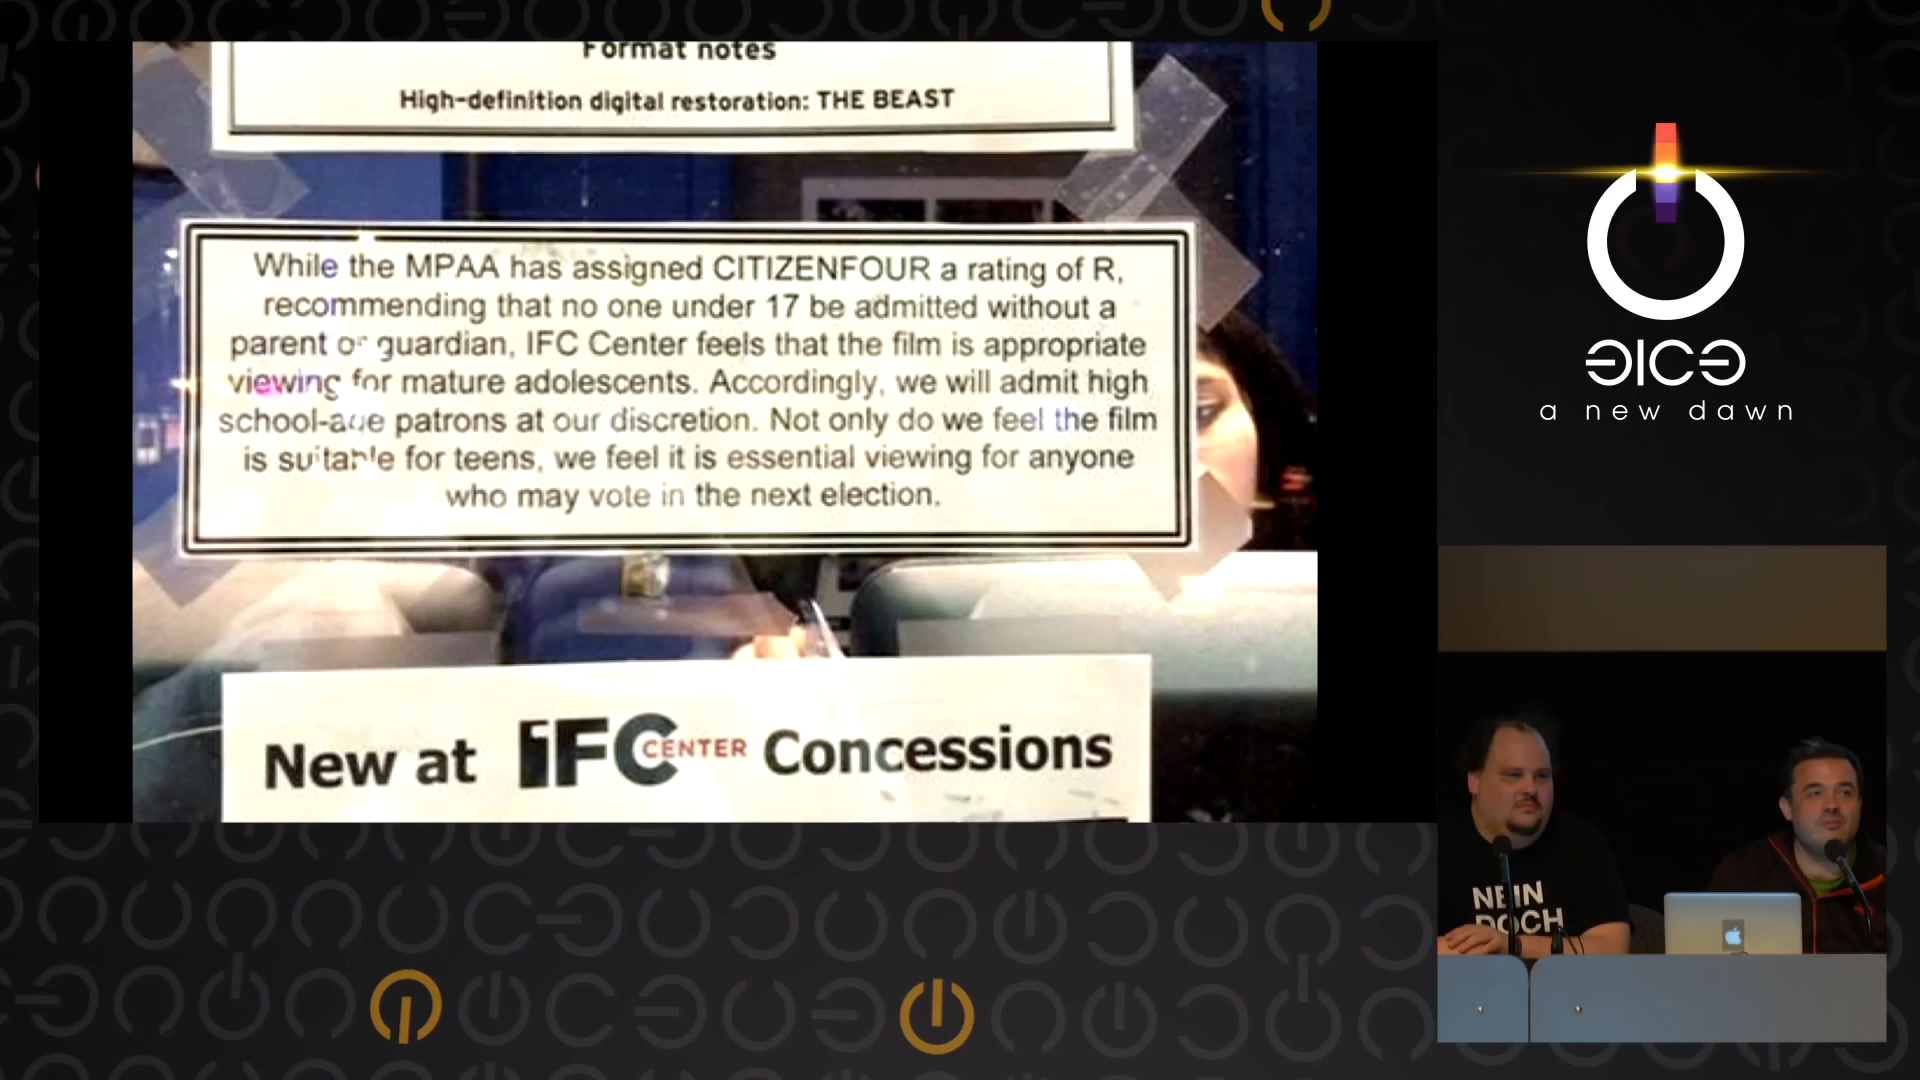 Format notes
High-definition digital restoration: THE BEAST
While the MPAA has assigned CITIZENFOUR a rating of R,
recommending that no one under 17 be admitted without a
parent or guardian, IFC Center feels that the film is appropriate
viewing for mature adolescents. Accordingly, we will admit high
school-age patrons at our discretion. Not only do we feel the film
is suitable for teens, we feel it is essential viewing for anyone
who may vote in the next election.
New at IFC CENTER Concessions
31C3
a new dawn
NEIN
DOCH